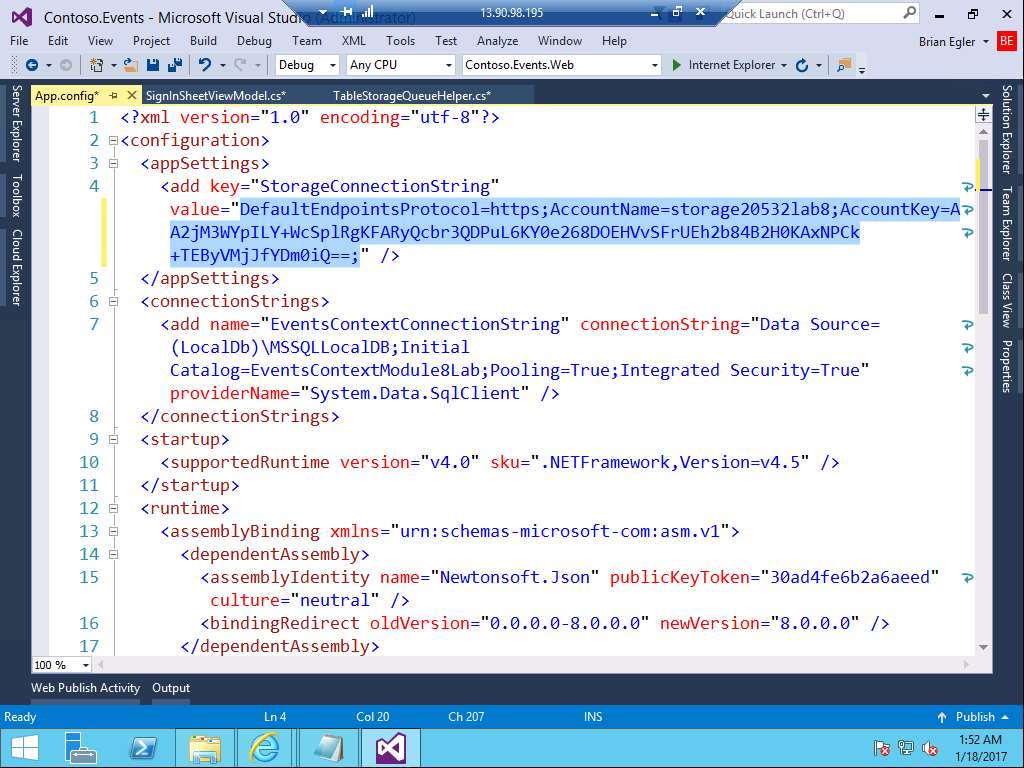 Contoso.Events - Microsoft Visual Studio (Administrator)
13.90.98.195
Quick Launch (Ctrl+Q)
File Edit View Project Build Debug Team XML Tools Test Analyze Window Help
Brian Egler BE
Debug Any CPU Contoso.Events.Web Internet Explorer
App.config* SignInSheetViewModel.cs* TableStorageQueueHelper.cs*
Server Explorer
Toolbox
Cloud Explorer
1 <?xml version="1.0" encoding="utf-8"?>
2 <configuration>
3 <appSettings>
4 <add key="StorageConnectionString"
value="DefaultEndpointsProtocol=https;AccountName=storage20532lab8;AccountKey=A
A2jM3WYpILY+WcSplRgKFARyQcbr3QDPuL6KY0e268DOEHVvSFrUEh2b84B2H0KAxNPCk
+TEByVMjJfYDm0iQ==;" />
5 </appSettings>
6 <connectionStrings>
7 <add name="EventsContextConnectionString" connectionString="Data Source=
(LocalDb)\MSSQLLocalDB;Initial
Catalog=EventsContextModule8Lab;Pooling=True;Integrated Security=True"
providerName="System.Data.SqlClient" />
8 </connectionStrings>
9 <startup>
10 <supportedRuntime version="v4.0" sku=".NETFramework,Version=v4.5" />
11 </startup>
12 <runtime>
13 <assemblyBinding xmlns="urn:schemas-microsoft-com:asm.v1">
14 <dependentAssembly>
15 <assemblyIdentity name="Newtonsoft.Json" publicKeyToken="30ad4fe6b2a6aeed"
culture="neutral" />
16 <bindingRedirect oldVersion="0.0.0.0-8.0.0.0" newVersion="8.0.0.0" />
17 </dependentAssembly>
Solution Explorer
Team Explorer
Class View
Properties
100 %
Web Publish Activity Output
Ready Ln 4 Col 20 Ch 207 INS Publish
1:52 AM
1/18/2017